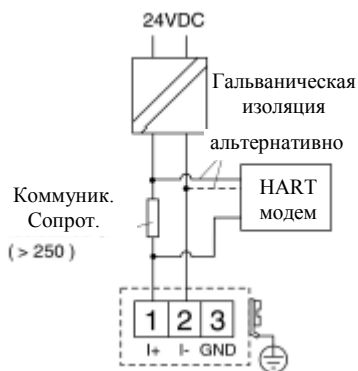 24VDC
Гальваническая
изоляция
альтернативно
HART
модем
Коммуник.
Сопрот.
( > 250 )
1 2 3
I+ I- GND